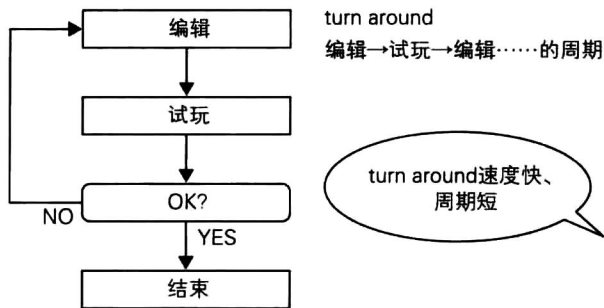 编辑
试玩
OK?
NO
YES
结束
turn around
编辑→试玩→编辑……的周期
turn around速度快、
周期短